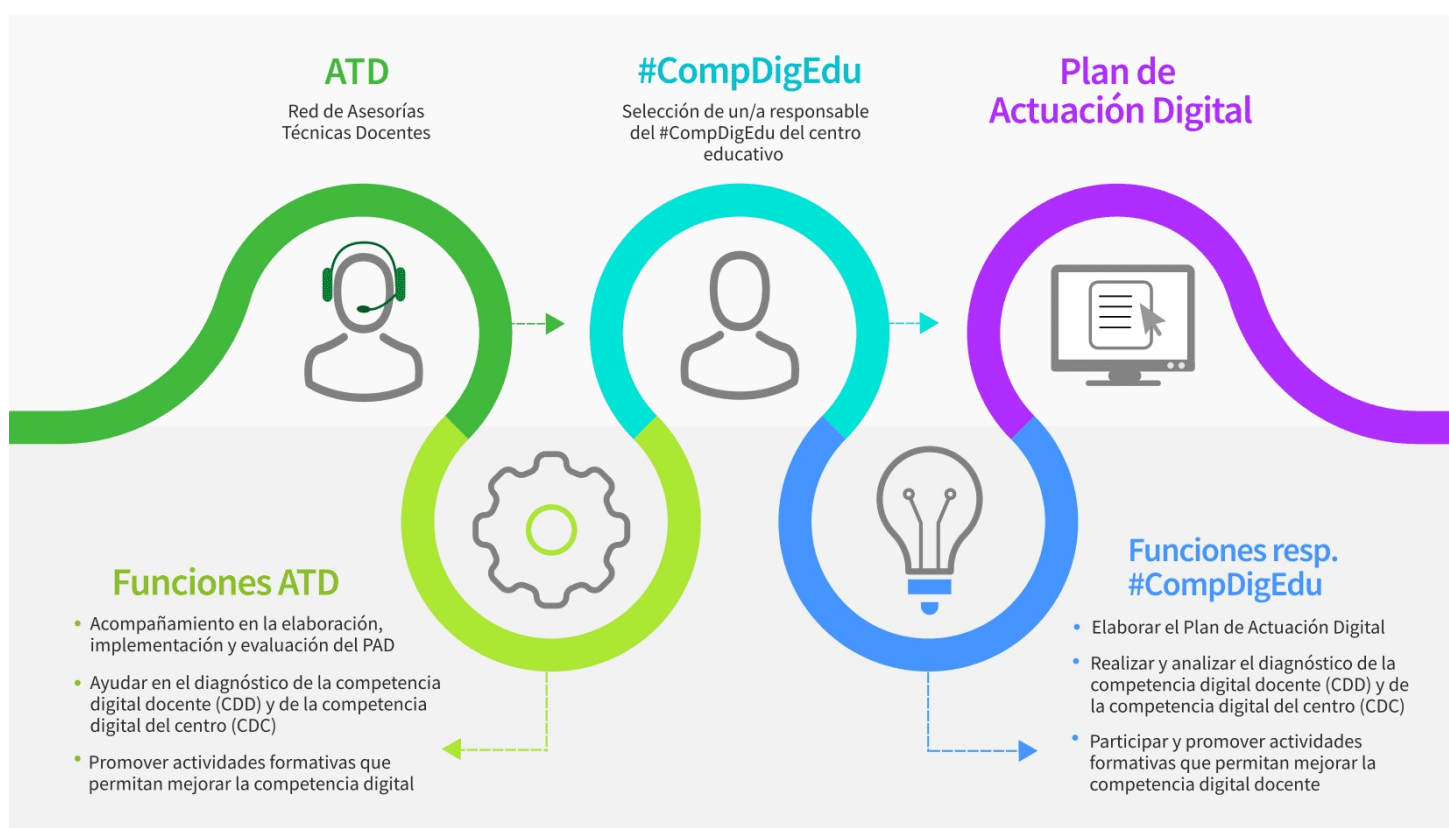 ATD
Red de Asesorías
Técnicas Docentes
#CompDigEdu
Selección de un/a responsable
del #CompDigEdu del centro
educativo
Plan de
Actuación Digital
Funciones ATD
• Acompañamiento en la elaboración,
implementación y evaluación del PAD
• Ayudar en el diagnóstico de la competencia
digital docente (CDD) y de la competencia
digital del centro (CDC)
• Promover actividades formativas que
permitan mejorar la competencia digital
Funciones resp.
#CompDigEdu
• Elaborar el Plan de Actuación Digital
• Realizar y analizar el diagnóstico de la
competencia digital docente (CDD) y de
la competencia digital del centro (CDC)
• Participar y promover actividades
formativas que permitan mejorar la
competencia digital docente